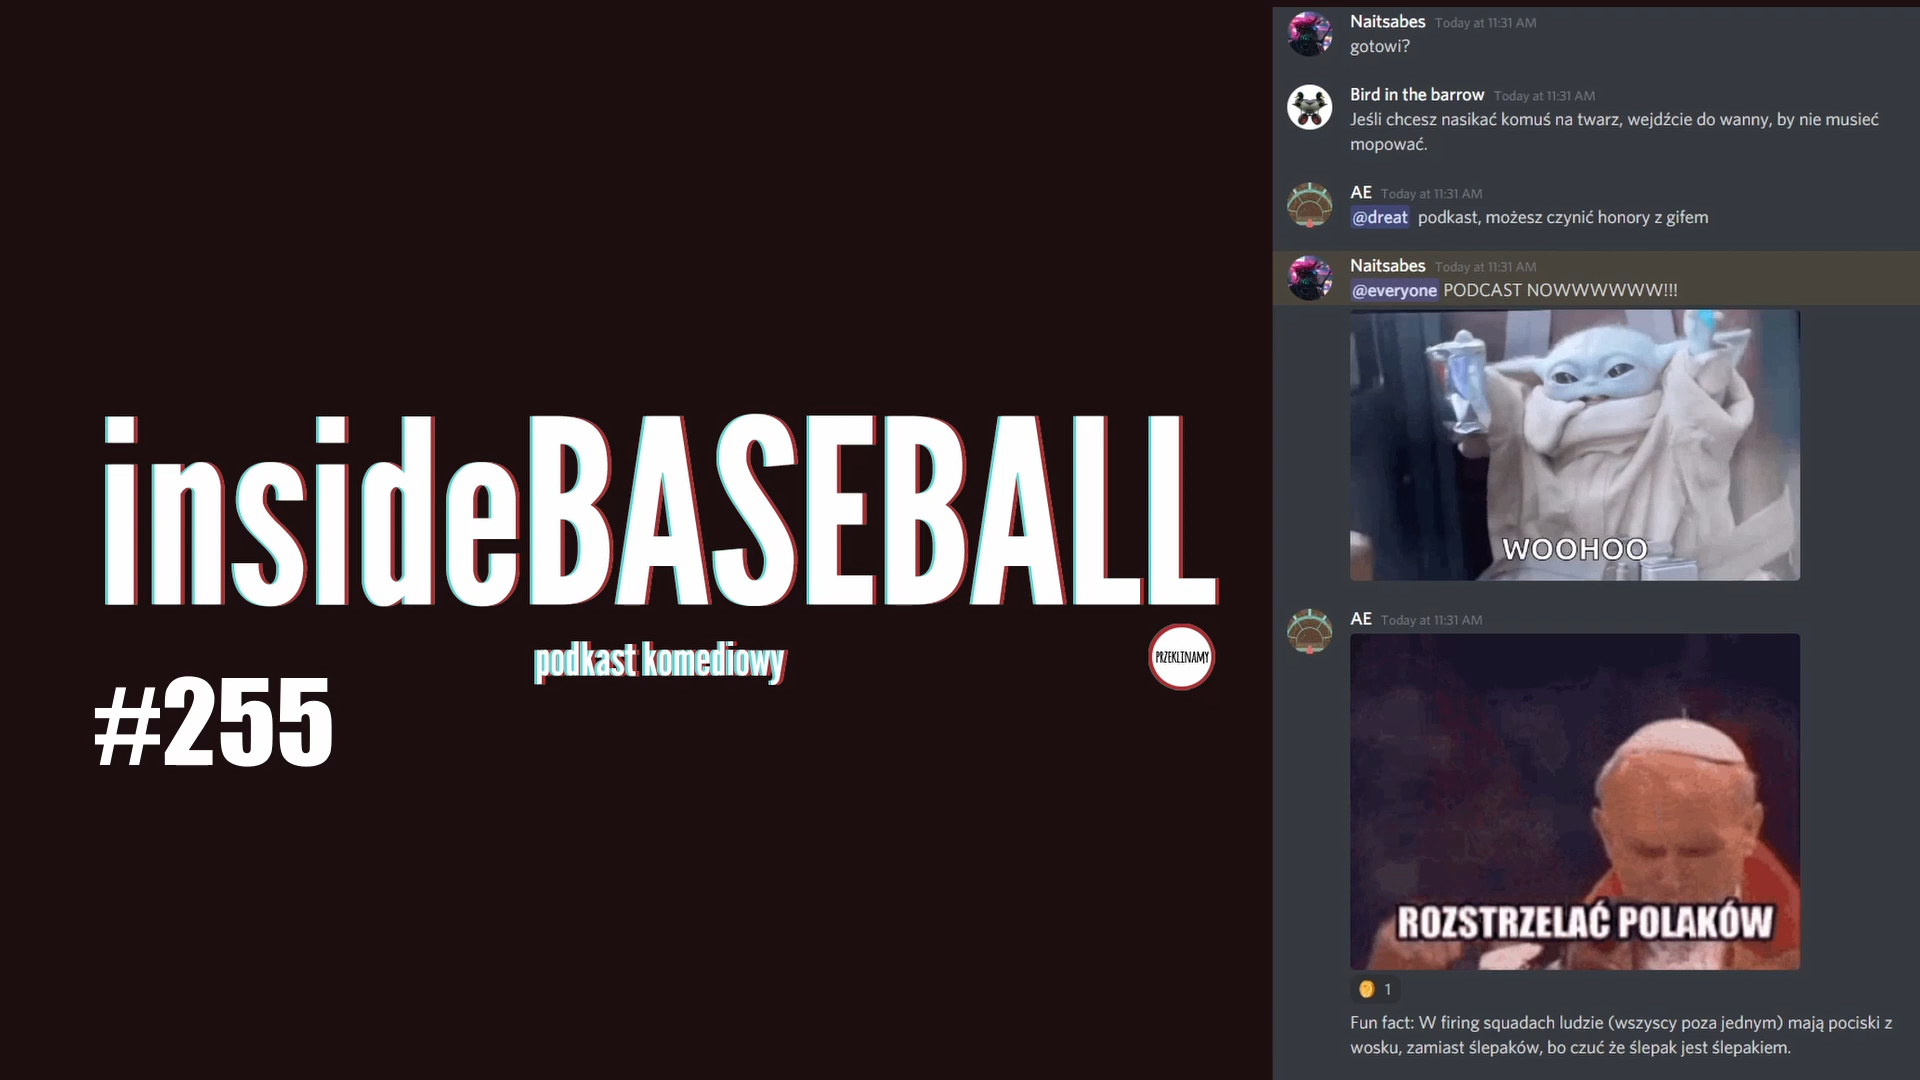 insideBASEBALL
podkast komediowy
PRZEKLINAMY
#255
Naitsabes Today at 11:31 AM
gotowi?
Bird in the barrow Today at 11:31 AM
Jeśli chcesz nasikać komuś na twarz, wejdźcie do wanny, by nie musieć
mopować.
AE Today at 11:31 AM
@dreat podkast, możesz czynić honory z gifem
Naitsabes Today at 11:31 AM
@everyone PODCAST NOWWWWWW!!!
WOOHOO
AE Today at 11:31 AM
ROZSTRZELAĆ POLAKÓW
1
Fun fact: W firing squadach ludzie (wszyscy poza jednym) mają pociski z
wosku, zamiast ślepaków, bo czuć że ślepak jest ślepakiem.